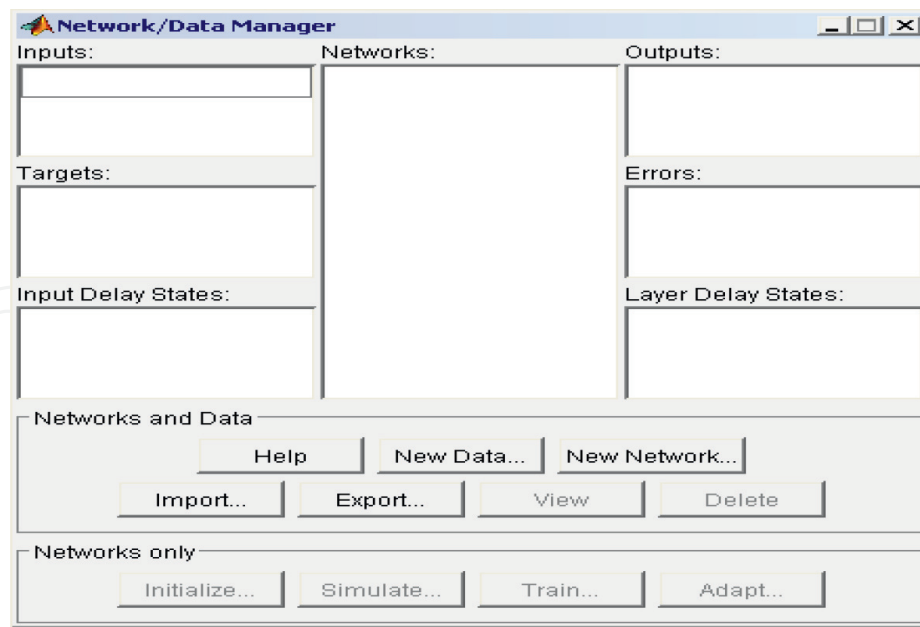 Network/Data Manager
Inputs: Networks: Outputs:
Targets: Errors:
Input Delay States: Layer Delay States:
Networks and Data
Help New Data... New Network...
Import... Export... View Delete
Networks only
Initialize... Simulate... Train... Adapt...